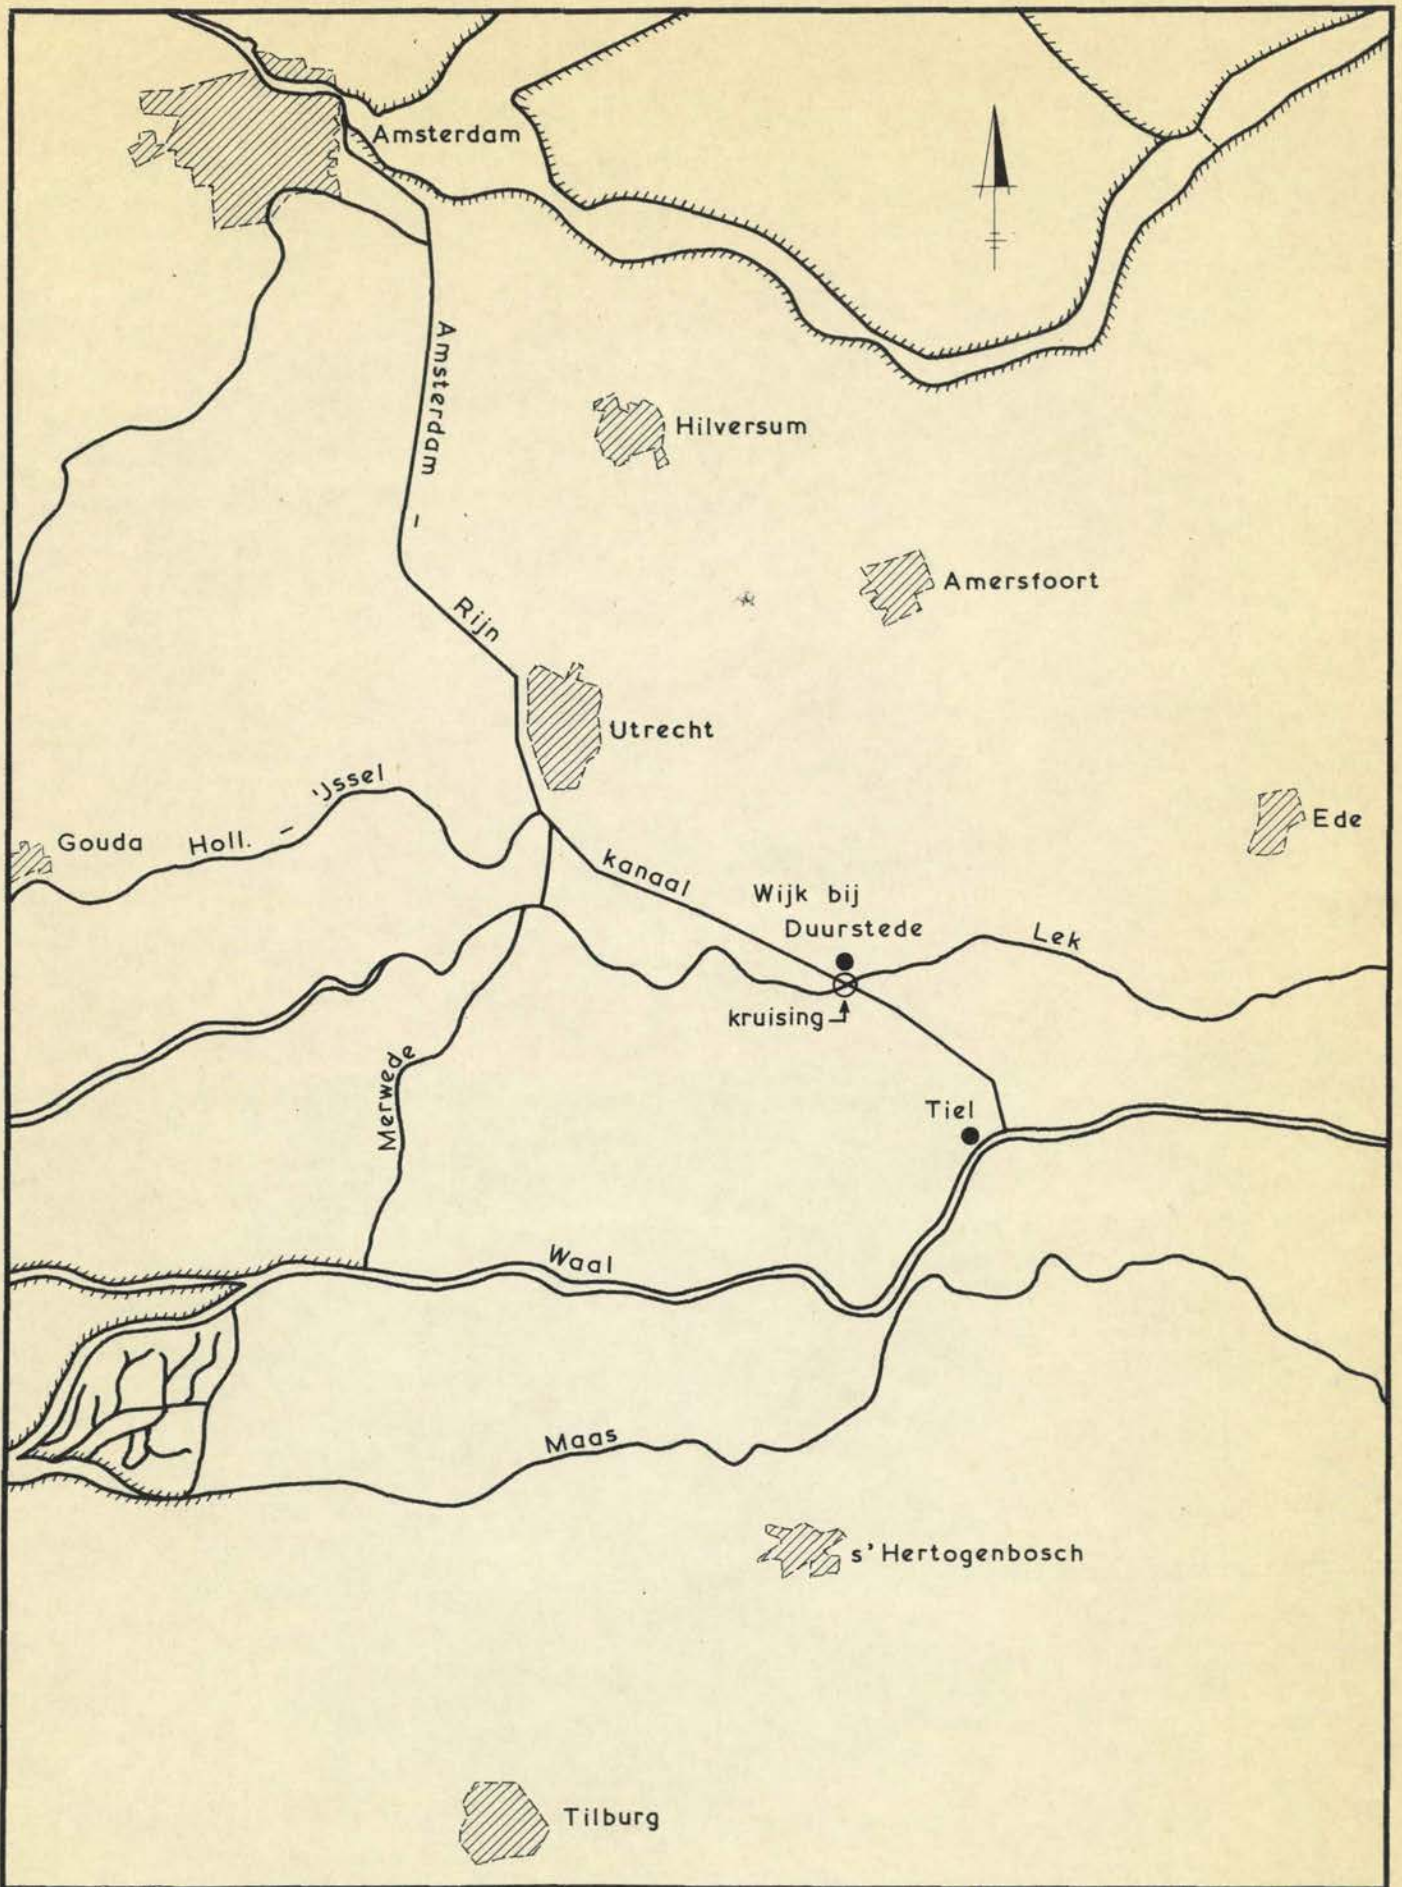 Amsterdam
Amsterdam –
Hilversum
Amersfoort
Rijn
Utrecht
'Jssel
Gouda
Holl. –
Ede
kanaal
Wijk bij
Duurstede
Lek
kruising
Merwede
Tiel
Waal
Maas
s' Hertogenbosch
Tilburg